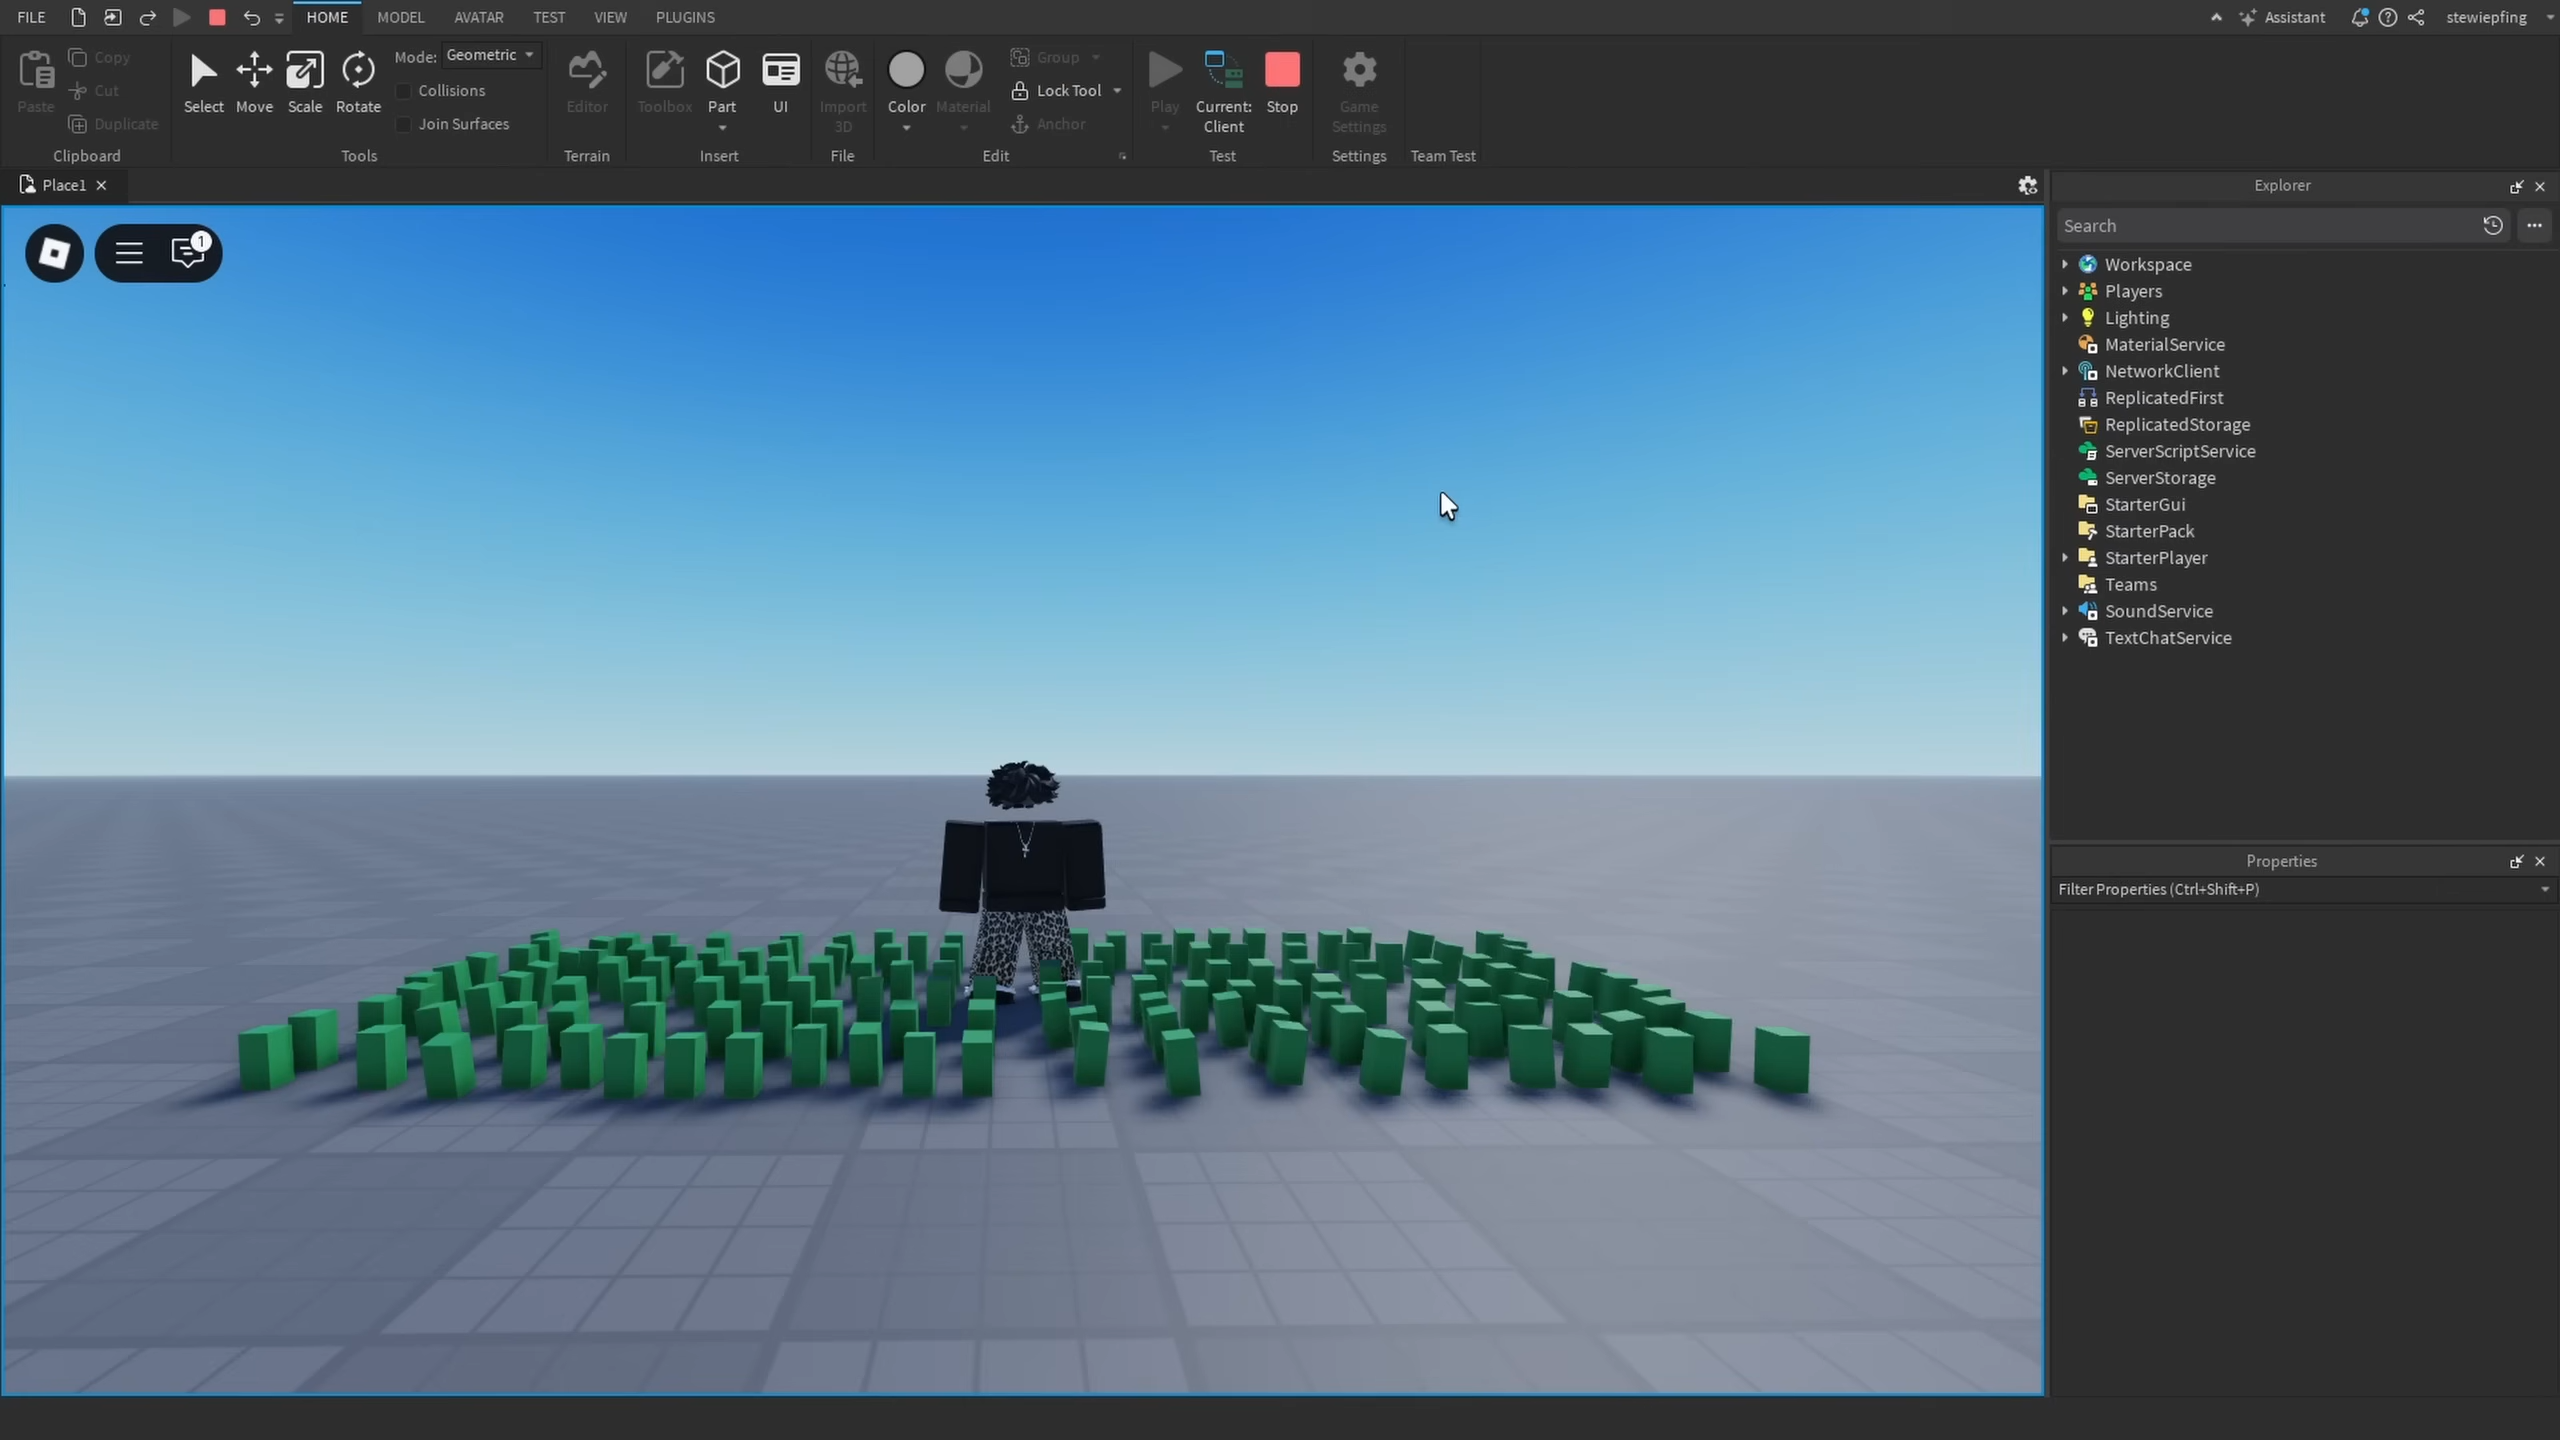 FILE HOME MODEL AVATAR TEST VIEW PLUGINS Assistant stewiepfing
Paste
Copy
Cut
Duplicate
Clipboard
Select Move Scale Rotate
Mode: Geometric
Collisions
Join Surfaces
Tools
Editor
Terrain
Toolbox Part UI
Insert
Import
3D
File
Color Material
Group
Lock Tool
Anchor
Edit
Play
Current:
Client
Stop
Test
Game
Settings
Settings
Team Test
Place1
1
Explorer
Search
Workspace
Players
Lighting
MaterialService
NetworkClient
ReplicatedFirst
ReplicatedStorage
ServerScriptService
ServerStorage
StarterGui
StarterPack
StarterPlayer
Teams
SoundService
TextChatService
Properties
Filter Properties (Ctrl+Shift+P)